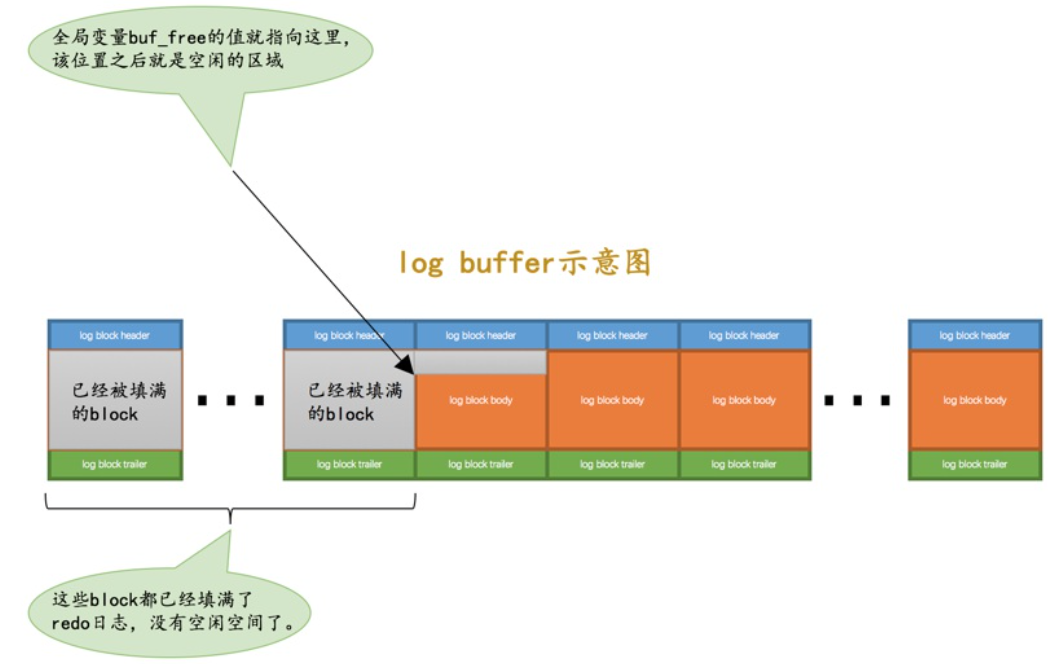 全局变量buf_free的值就指向这里，
该位置之后就是空闲的区域
log buffer示意图
log block header
log block header
log block header
log block header
log block header
log block header
已经被填满
的block
已经被填满
的block
log block body
log block body
log block body
log block body
log block trailer
log block trailer
log block trailer
log block trailer
log block trailer
log block trailer
这些block都已经填满了
redo日志，没有空闲空间了。